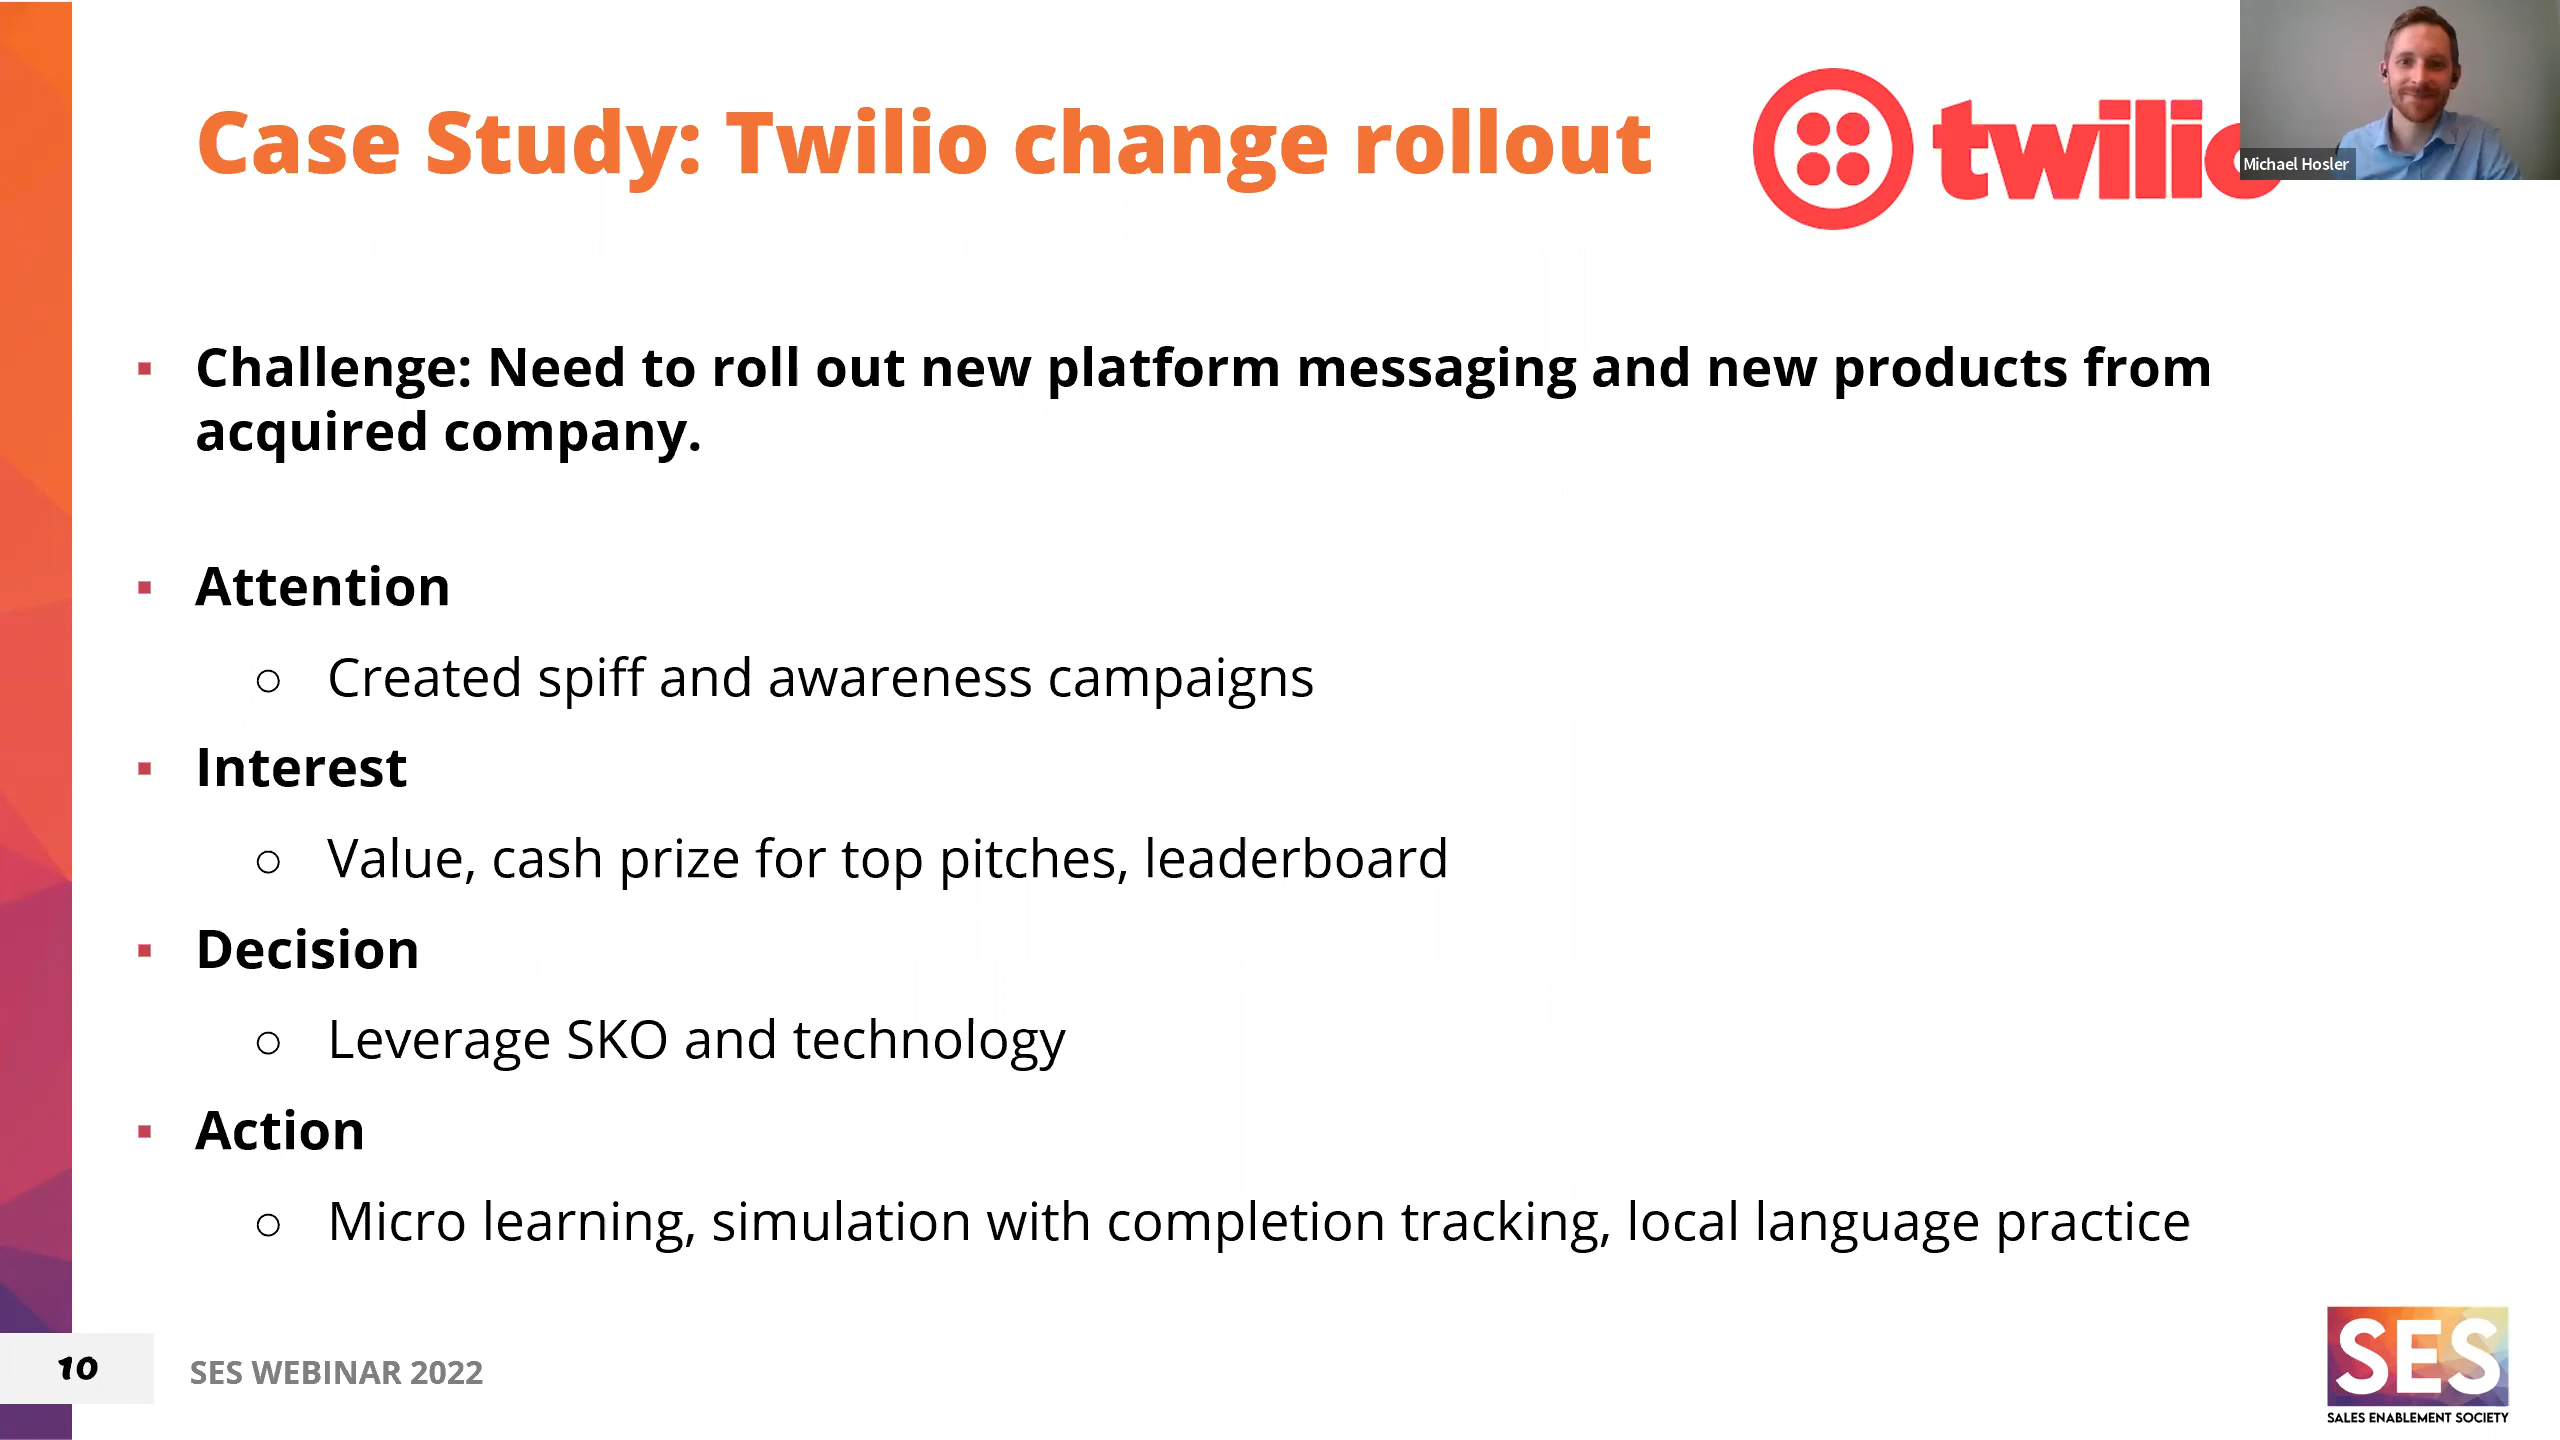 Case Study: Twilio change rollout
twilio
Michael Hosler
Challenge: Need to roll out new platform messaging and new products from
acquired company.
Attention
Created spiff and awareness campaigns
Interest
Value, cash prize for top pitches, leaderboard
Decision
Leverage SKO and technology
Action
Micro learning, simulation with completion tracking, local language practice
10
SES WEBINAR 2022
SES
SALES ENABLEMENT SOCIETY